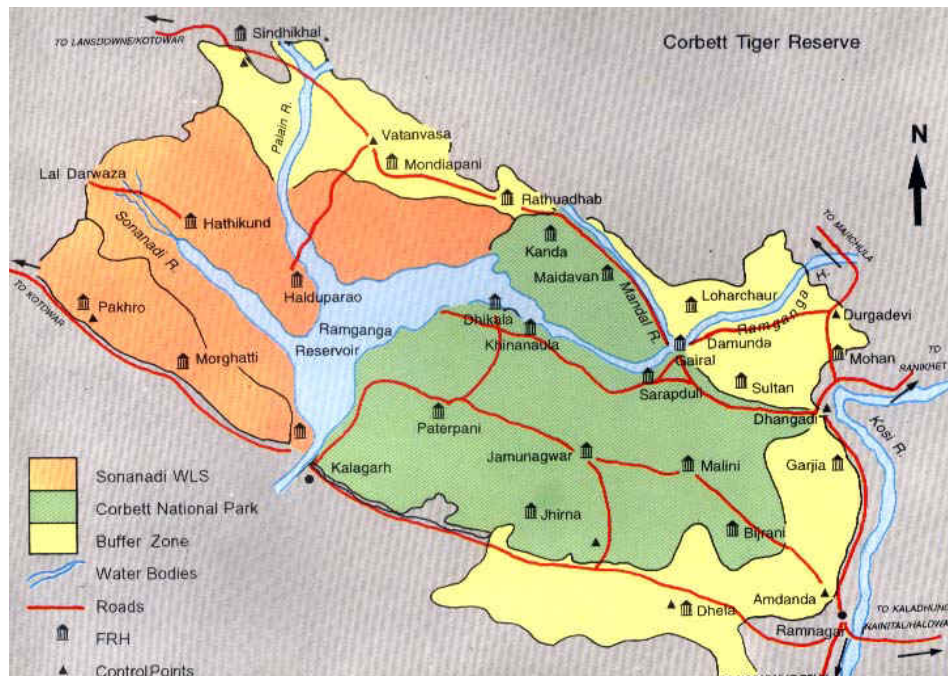 Corbett Tiger Reserve
TO LANSDOWNE/KOTDWAR
Sindhikhal
N
Palain R.
Vatanvasa
Mondiapani
Lal Darwaza
Rathuadhab
Hathikund
Sonanadi R.
Kanda
Maidavan
TO MARCHULA
Halduparao
Mandal R.
Loharchaur
Ramganga R.
TO KOTDWAR
Pakhro
Dhikala
Ramganga
Reservoir
Khinanaula
Durgadevi
Damunda
Gairal
Mohan
TO
RANIKHET
Morghatti
Sarapduli
Sultan
Dhangadi
Kosi R.
Paterpani
Kalagarh
Jamunagwar
Malini
Garjia
Jhirna
Bijrani
Dhela
Amdanda
Ramnagar
TO KALADHUNG
NAINITAL/HALDWA
Sonanadi WLS
Corbett National Park
Buffer Zone
Water Bodies
Roads
FRH
Control Points